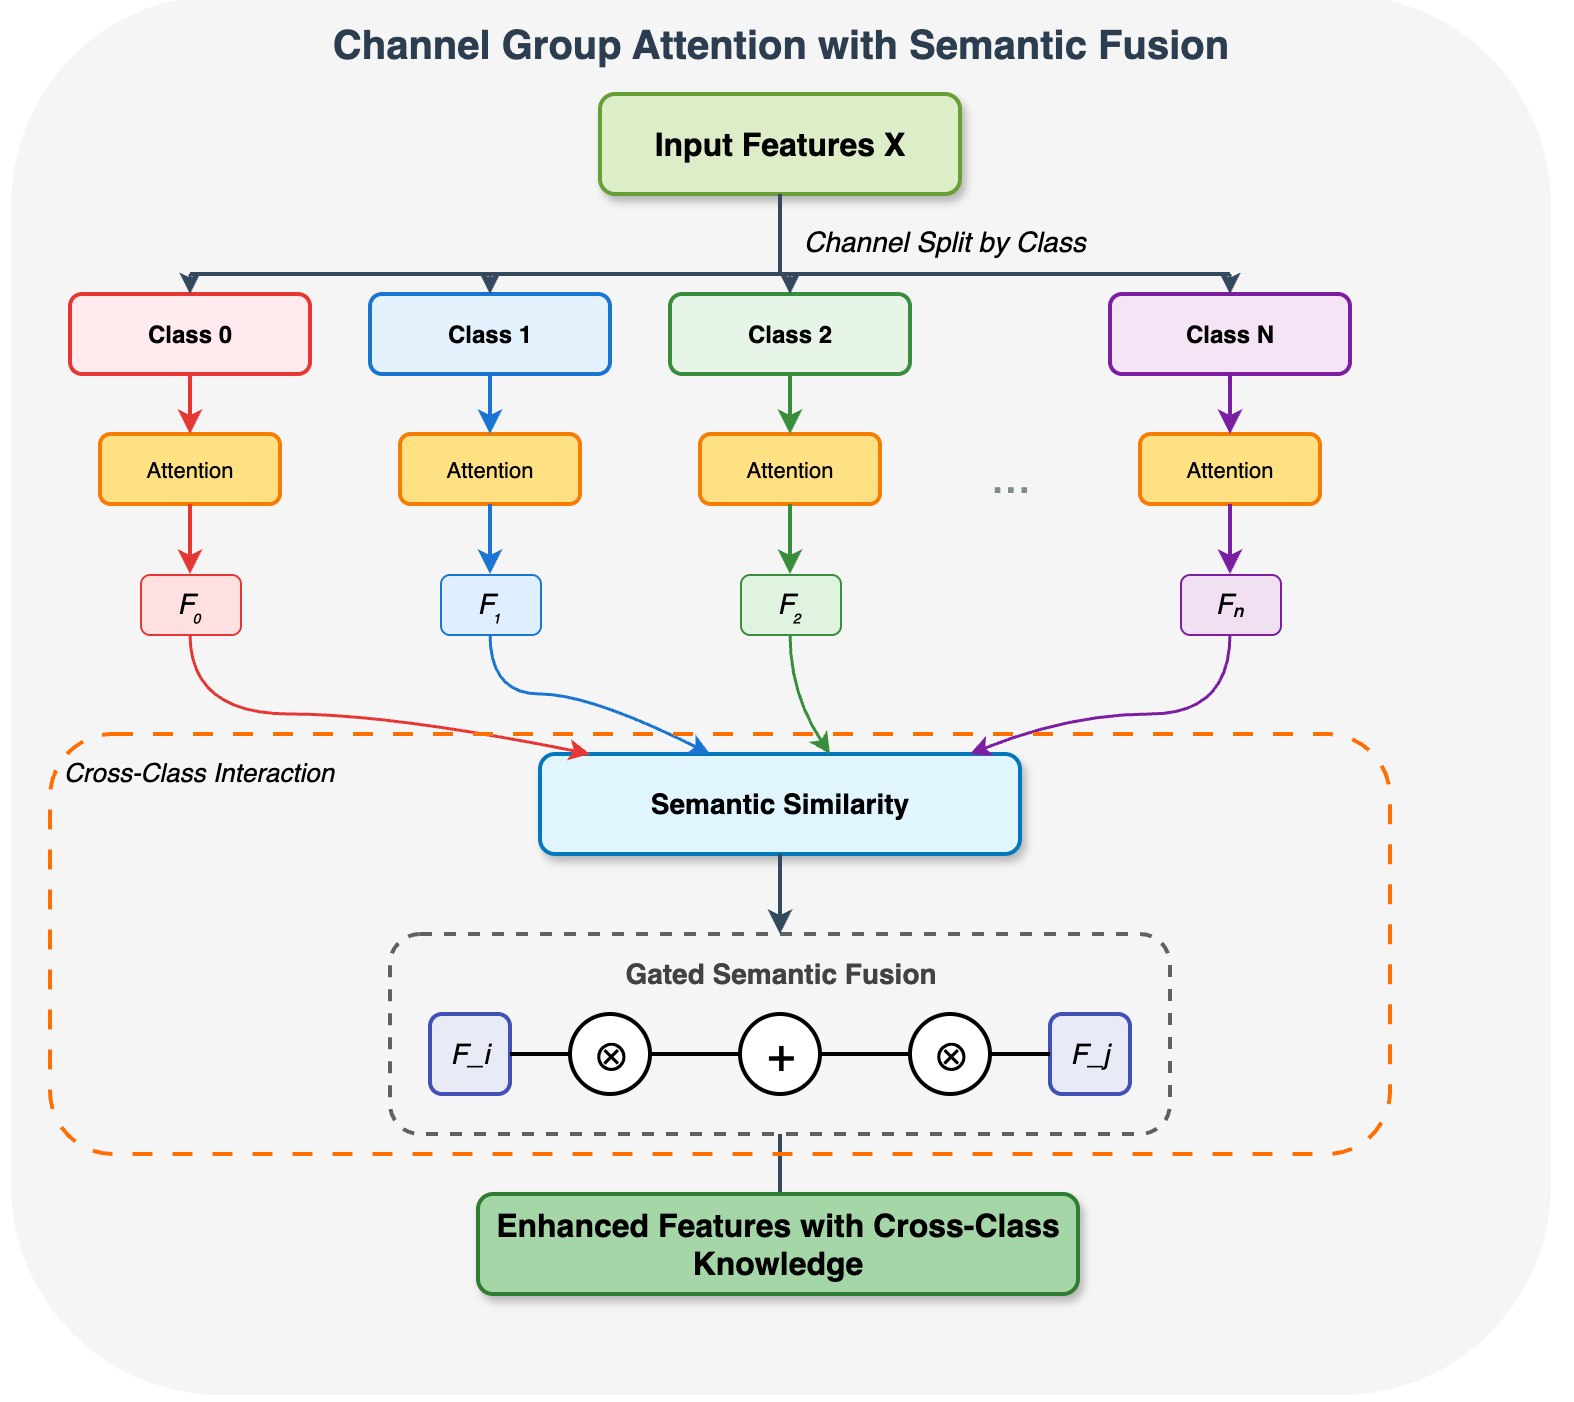 Channel Group Attention with Semantic Fusion
Input Features X
Channel Split by Class
Class 0
Class 1
Class 2
Class N
Attention
Attention
Attention
...
Attention
F₀
F₁
F₂
Fₙ
Cross-Class Interaction
Semantic Similarity
Gated Semantic Fusion
F_i
⊗
+
⊗
F_j
Enhanced Features with Cross-Class
Knowledge